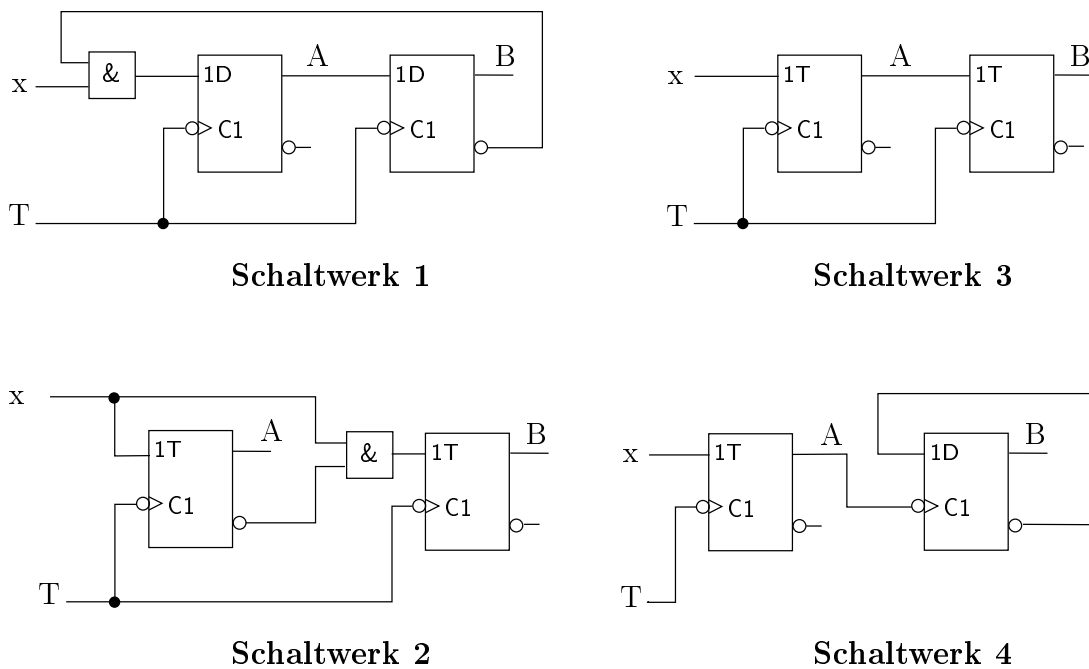 x
&
1D
C1
A
1D
C1
B
T
Schaltwerk 1
x
1T
C1
A
1T
C1
B
T
Schaltwerk 3
x
1T
C1
A
&
1T
C1
B
T
Schaltwerk 2
x
1T
C1
A
1D
C1
B
T
Schaltwerk 4